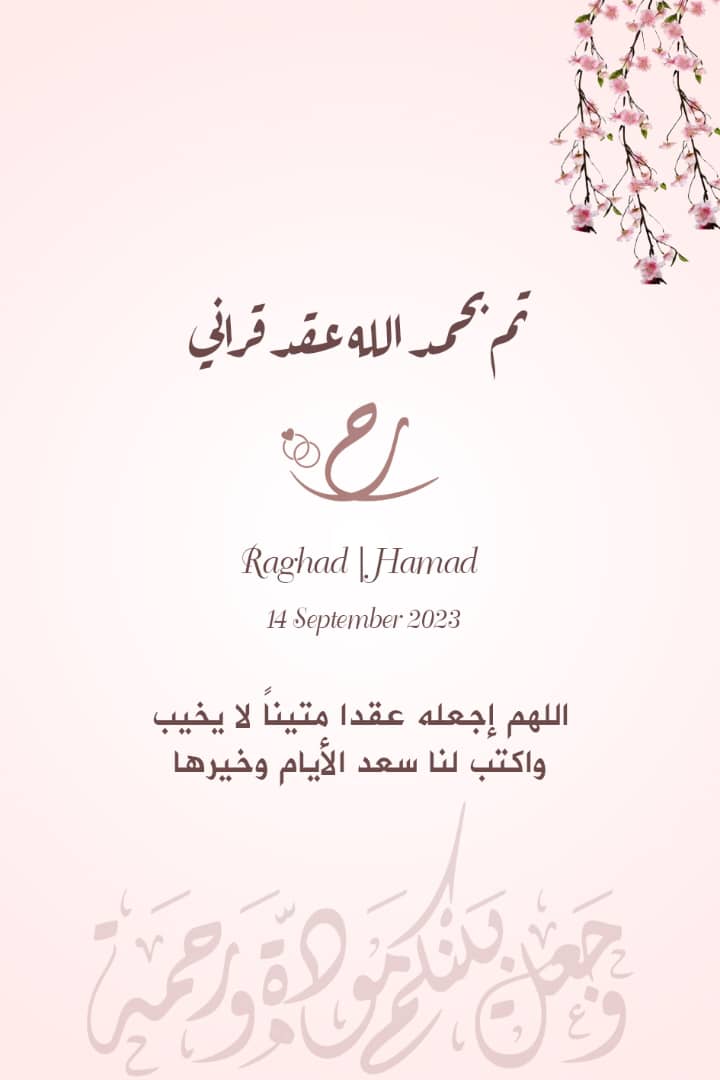 تم بحمد الله عقد قراني
رح
Raghad | Hamad
14 September 2023
اللهم إجعله عقدا متيناً لا يخيب
واكتب لنا سعد الأيام وخيرها
وجعل بينكم مودة ورحمة